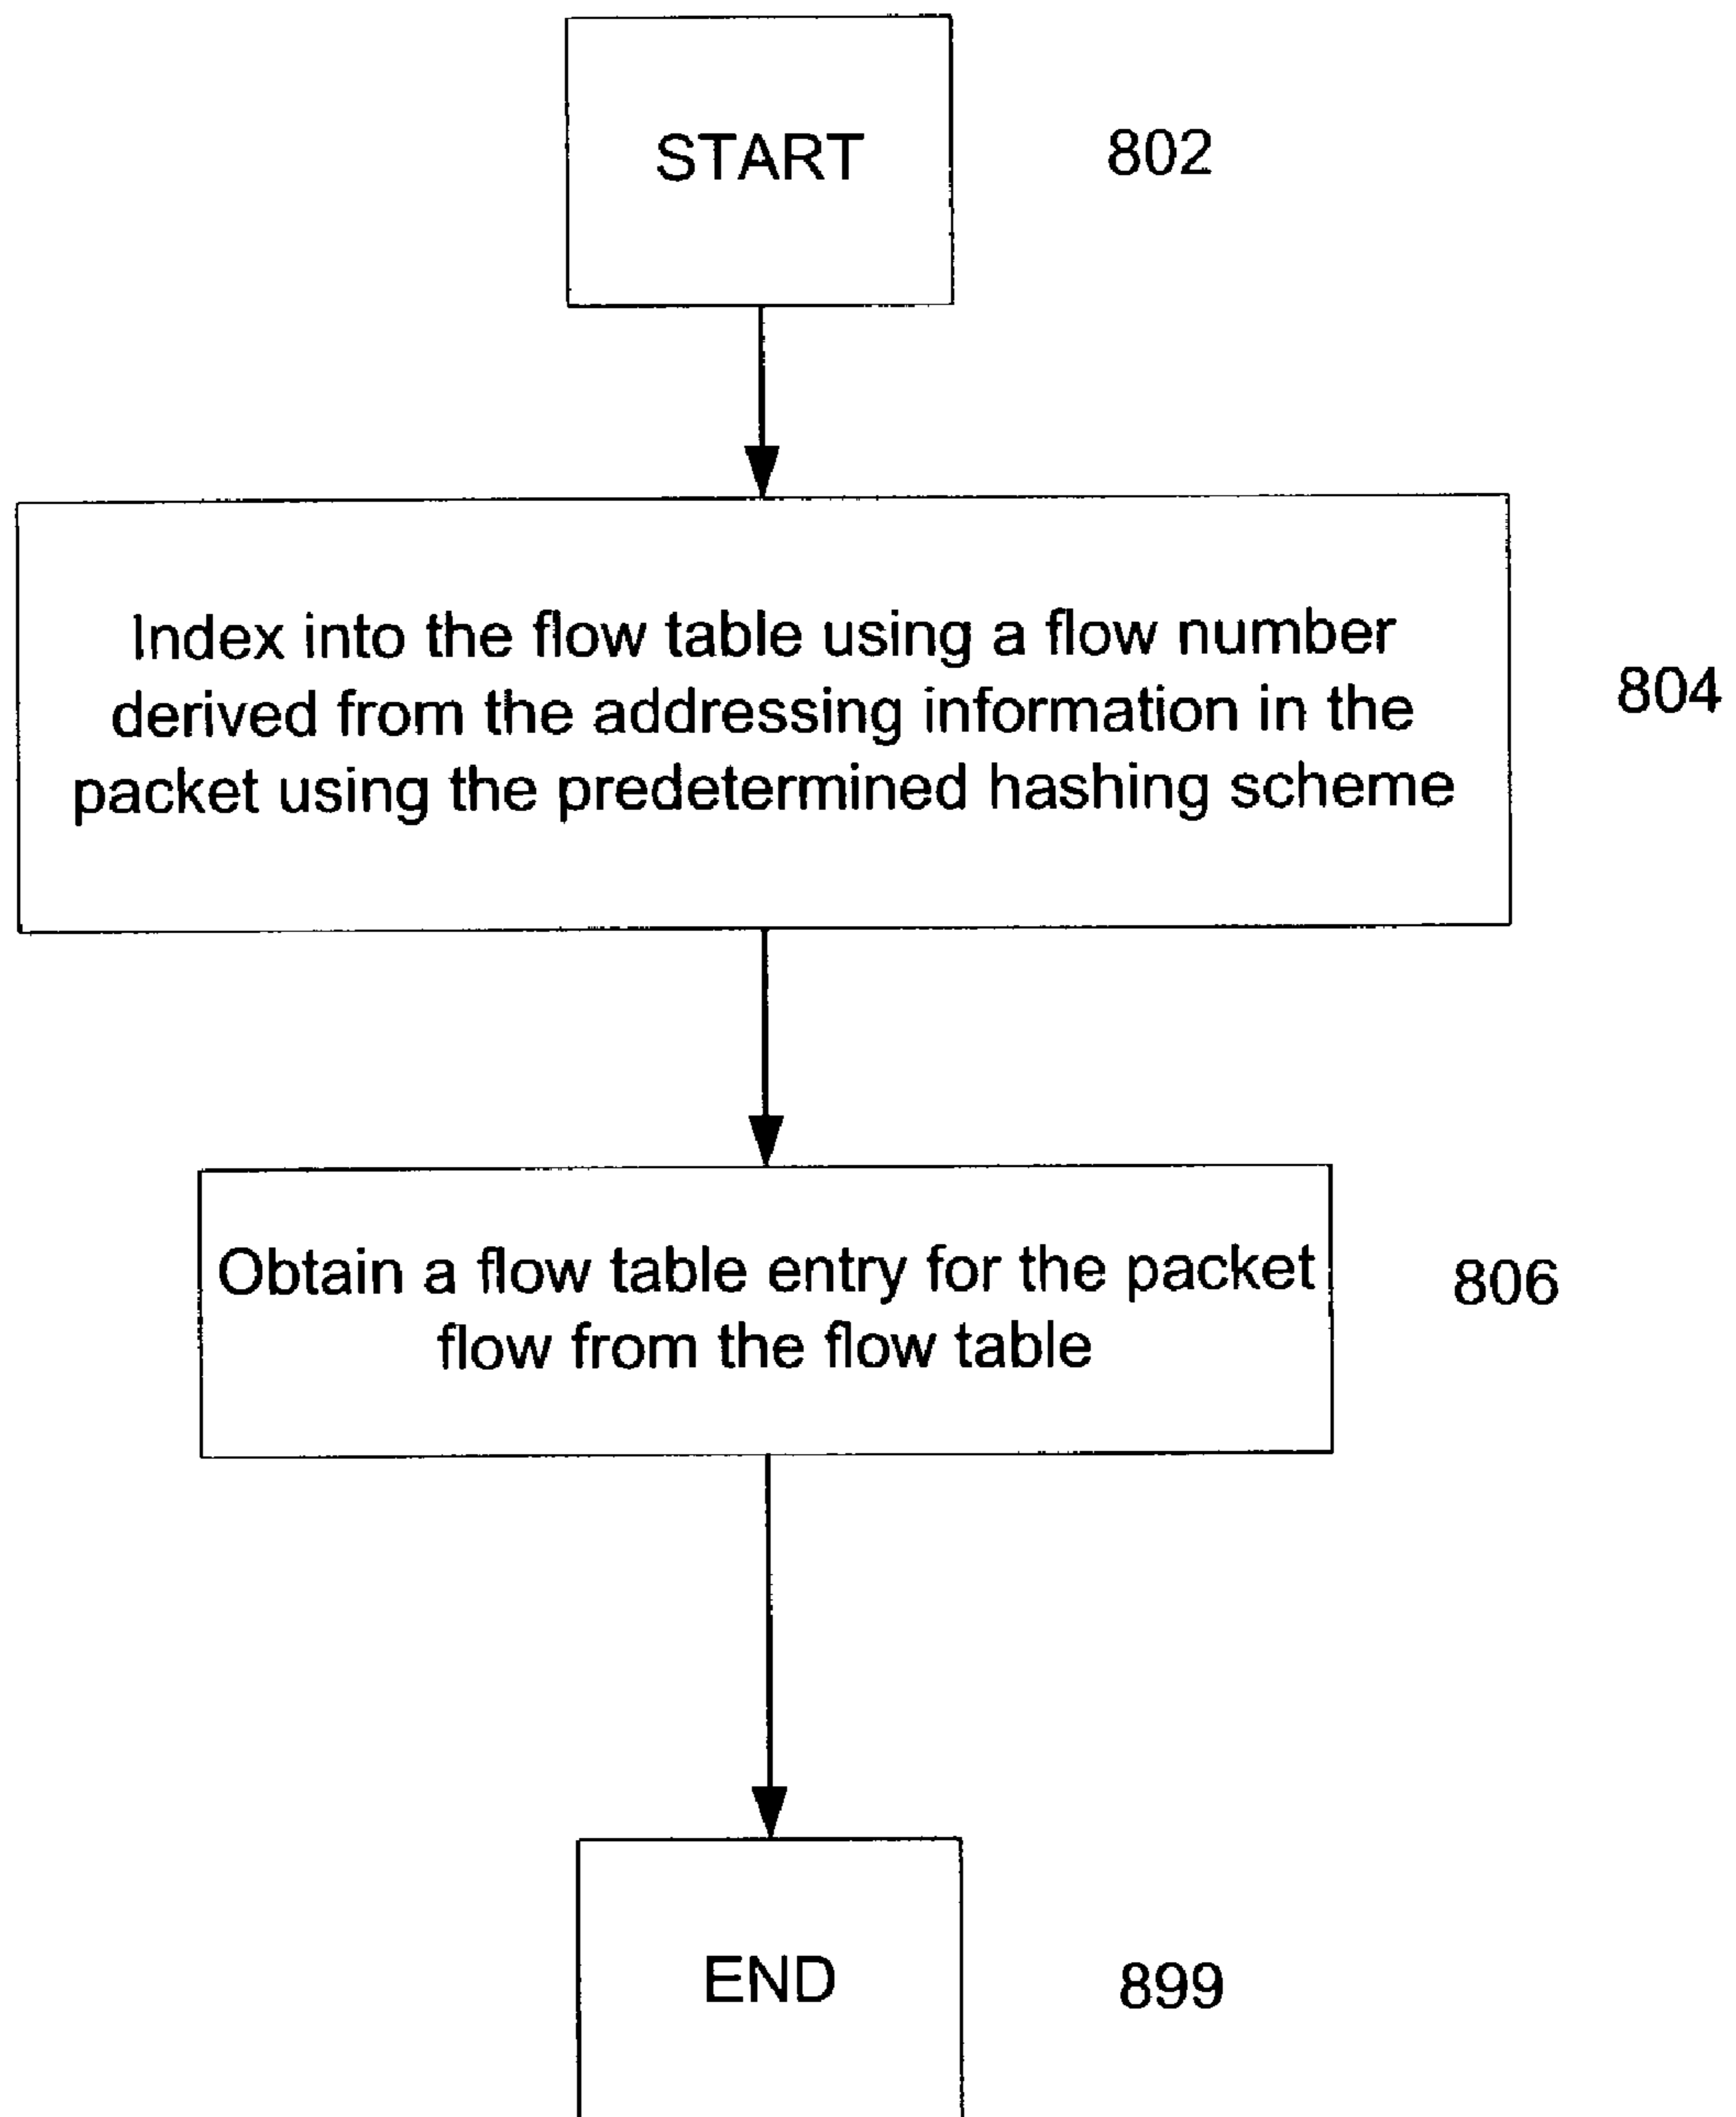 START
802
Index into the flow table using a flow number
derived from the addressing information in the
packet using the predetermined hashing scheme
804
Obtain a flow table entry for the packet
flow from the flow table
806
END
899